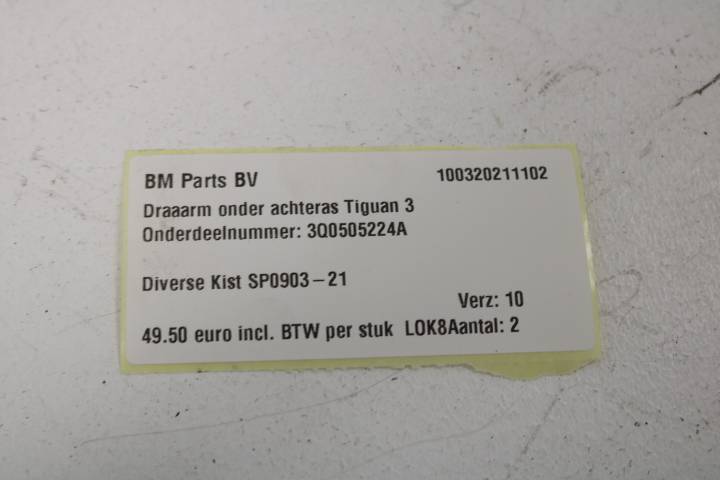 BM Parts BV 100320211102
Draaarm onder achteras Tiguan 3
Onderdeelnummer: 3Q0505224A
Diverse Kist SP0903-21
Verz: 10
49.50 euro incl. BTW per stuk LOK8Aantal: 2